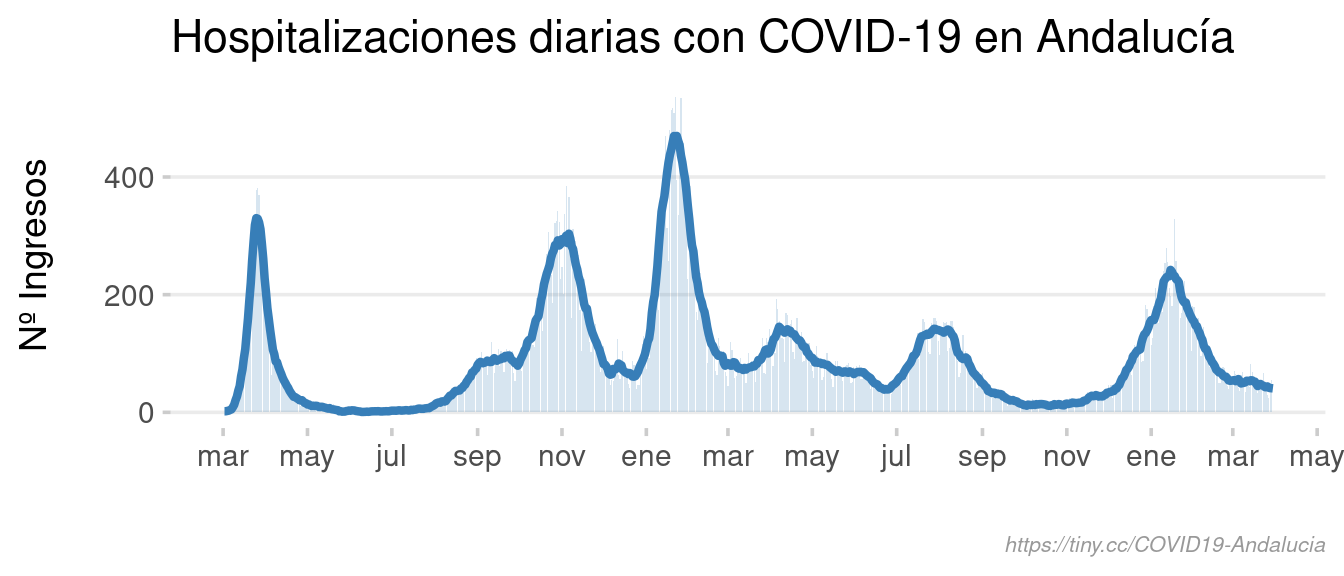 Hospitalizaciones diarias con COVID-19 en Andalucía
Nº Ingresos
400
200
0
mar may jul sep nov ene mar may jul sep nov ene mar may
https://tiny.cc/COVID19-Andalucia